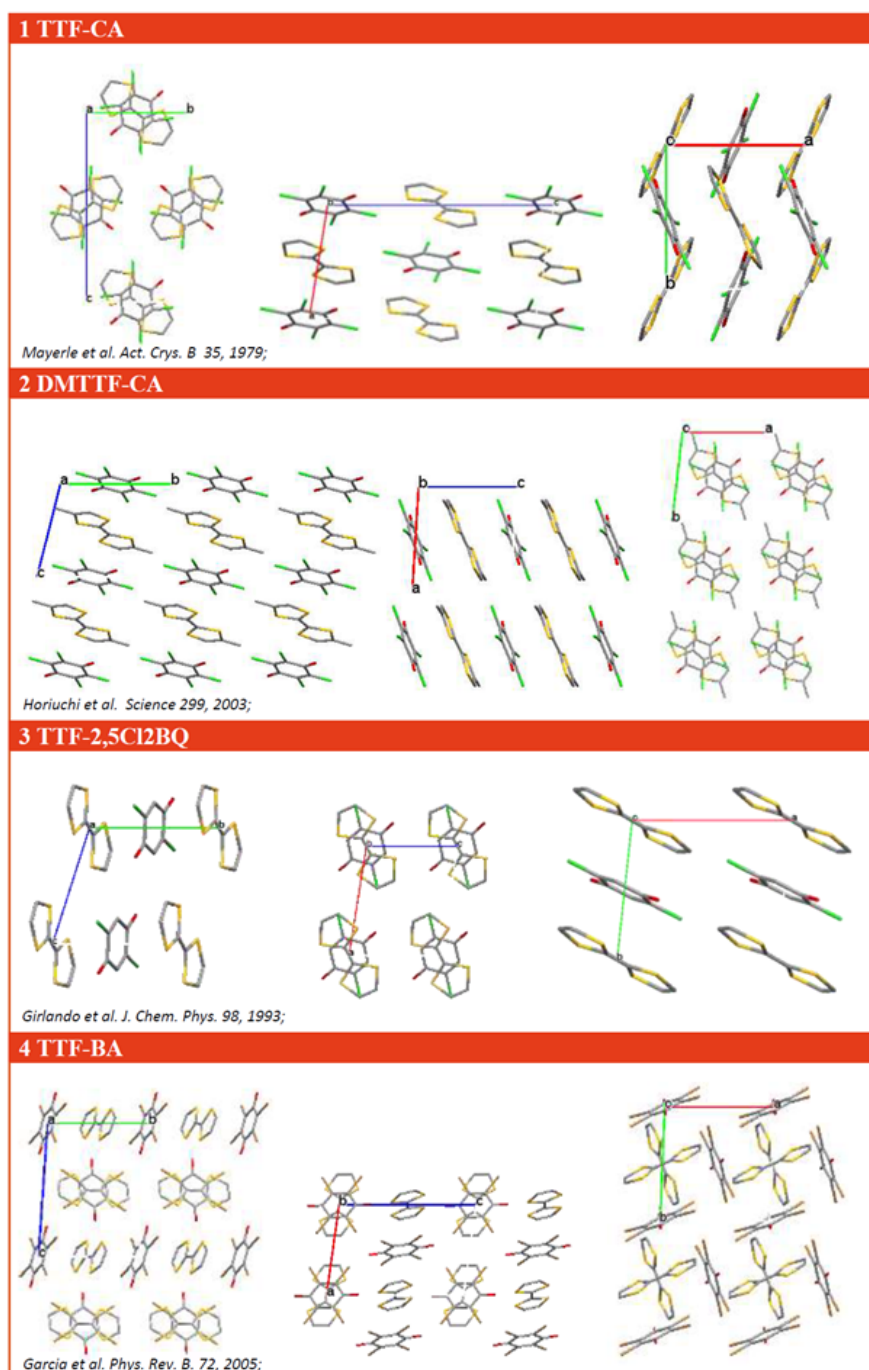 1 TTF-CA
a b
c
o c
a
o a
b
Mayerle et al. Act. Crys. B 35, 1979;
2 DMTTF-CA
a b
c
b c
a
c a
b
Horiuchi et al. Science 299, 2003;
3 TTF-2,5Cl2BQ
a b
c
o c
a
o a
b
Girlando et al. J. Chem. Phys. 98, 1993;
4 TTF-BA
a b
c
b c
a
o a
b
Garcia et al. Phys. Rev. B. 72, 2005;